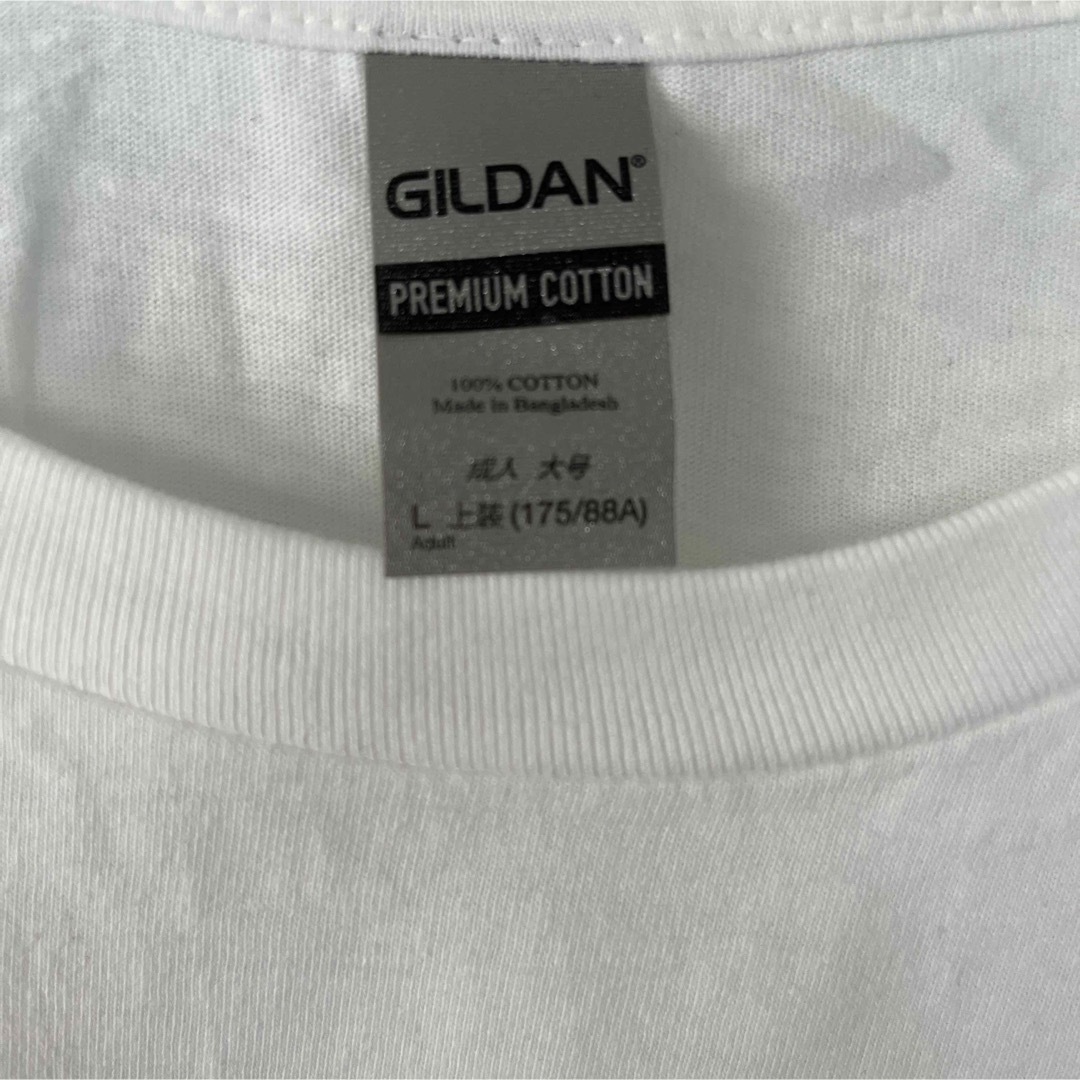 GILDAN®
PREMIUM COTTON
100% COTTON
Made in Bangladesh
成人 大号
L 上装 (175/88A)
Adult